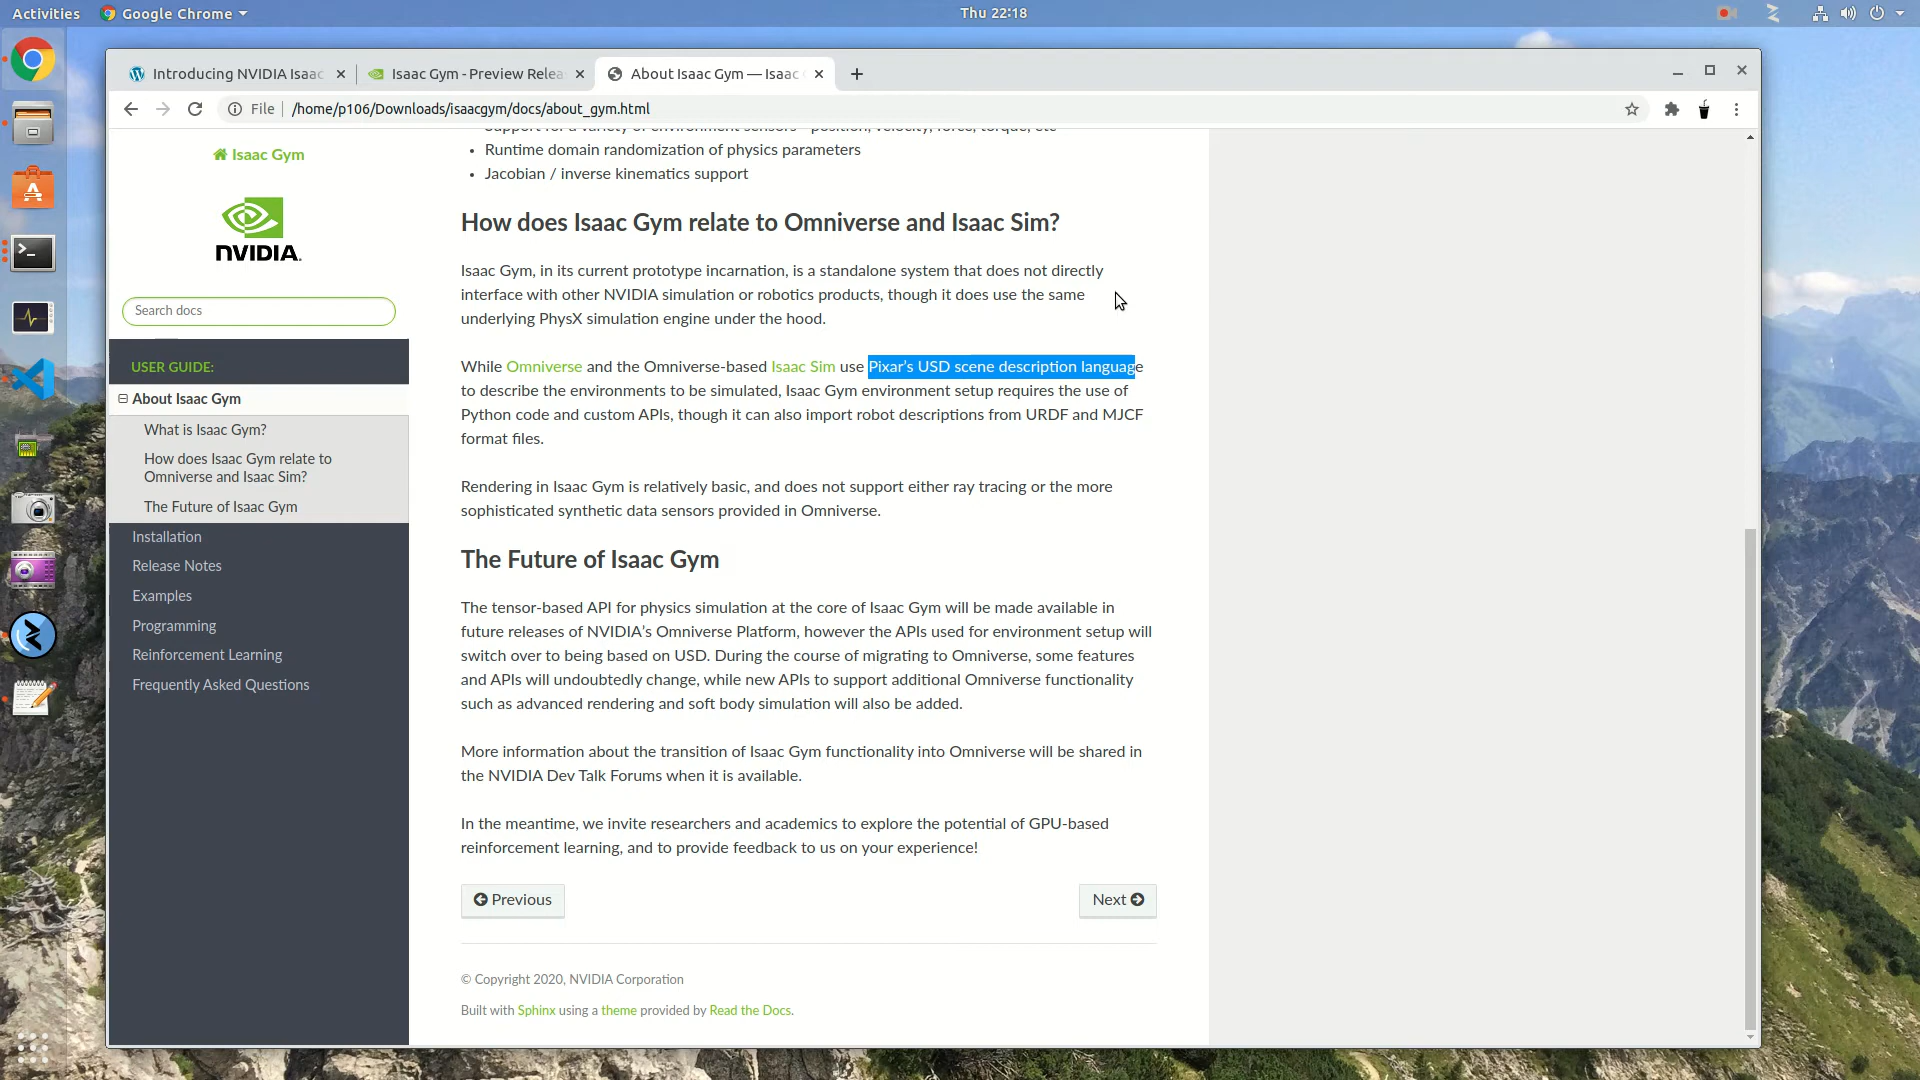 Activities Google Chrome Thu 22:18
Introducing NVIDIA Isaac Isaac Gym - Preview Relea About Isaac Gym — Isaac
File /home/p106/Downloads/isaacgym/docs/about_gym.html
Isaac Gym
NVIDIA.
Search docs
USER GUIDE:
About Isaac Gym
What is Isaac Gym?
How does Isaac Gym relate to
Omniverse and Isaac Sim?
The Future of Isaac Gym
Installation
Release Notes
Examples
Programming
Reinforcement Learning
Frequently Asked Questions
Support for a variety of environment sensors - position, velocity, force, torque, etc
• Runtime domain randomization of physics parameters
• Jacobian / inverse kinematics support
How does Isaac Gym relate to Omniverse and Isaac Sim?
Isaac Gym, in its current prototype incarnation, is a standalone system that does not directly
interface with other NVIDIA simulation or robotics products, though it does use the same
underlying PhysX simulation engine under the hood.
While Omniverse and the Omniverse-based Isaac Sim use Pixar’s USD scene description language
to describe the environments to be simulated, Isaac Gym environment setup requires the use of
Python code and custom APIs, though it can also import robot descriptions from URDF and MJCF
format files.
Rendering in Isaac Gym is relatively basic, and does not support either ray tracing or the more
sophisticated synthetic data sensors provided in Omniverse.
The Future of Isaac Gym
The tensor-based API for physics simulation at the core of Isaac Gym will be made available in
future releases of NVIDIA’s Omniverse Platform, however the APIs used for environment setup will
switch over to being based on USD. During the course of migrating to Omniverse, some features
and APIs will undoubtedly change, while new APIs to support additional Omniverse functionality
such as advanced rendering and soft body simulation will also be added.
More information about the transition of Isaac Gym functionality into Omniverse will be shared in
the NVIDIA Dev Talk Forums when it is available.
In the meantime, we invite researchers and academics to explore the potential of GPU-based
reinforcement learning, and to provide feedback to us on your experience!
Previous Next
© Copyright 2020, NVIDIA Corporation
Built with Sphinx using a theme provided by Read the Docs.